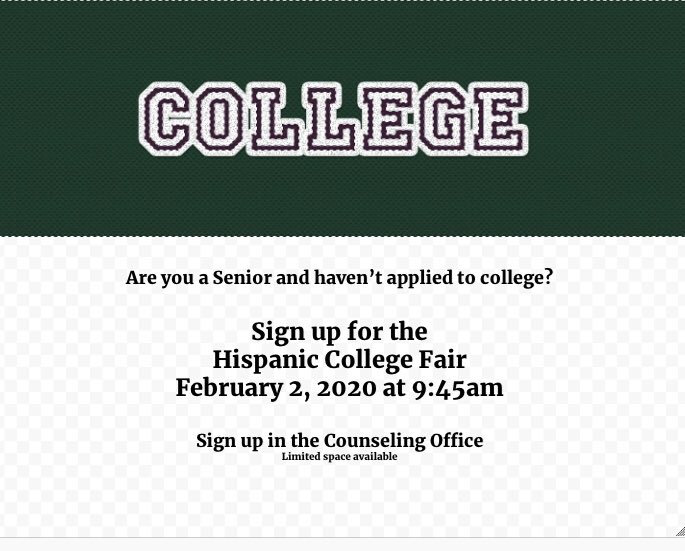 COLLEGE
Are you a Senior and haven’t applied to college?
Sign up for the
Hispanic College Fair
February 2, 2020 at 9:45am
Sign up in the Counseling Office
Limited space available